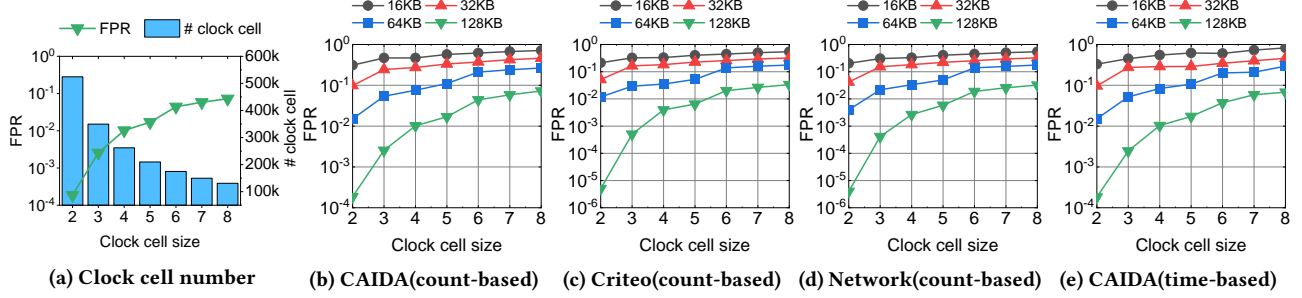 FPR # clock cell
10^0
10^-1
10^-2
10^-3
10^-4
FPR
600k
500k
400k
300k
200k
100k
# clock cell
2 3 4 5 6 7 8
Clock cell size
(a) Clock cell number
16KB 32KB
64KB 128KB
10^0
10^-1
10^-2
10^-3
10^-4
FPR
2 3 4 5 6 7 8
Clock cell size
(b) CAIDA(count-based)
16KB 32KB
64KB 128KB
10^0
10^-1
10^-2
10^-3
10^-4
10^-5
10^-6
FPR
2 3 4 5 6 7 8
Clock cell size
(c) Criteo(count-based)
16KB 32KB
64KB 128KB
10^0
10^-1
10^-2
10^-3
10^-4
10^-5
10^-6
FPR
2 3 4 5 6 7 8
Clock cell size
(d) Network(count-based)
16KB 32KB
64KB 128KB
10^0
10^-1
10^-2
10^-3
10^-4
FPR
2 3 4 5 6 7 8
Clock cell size
(e) CAIDA(time-based)